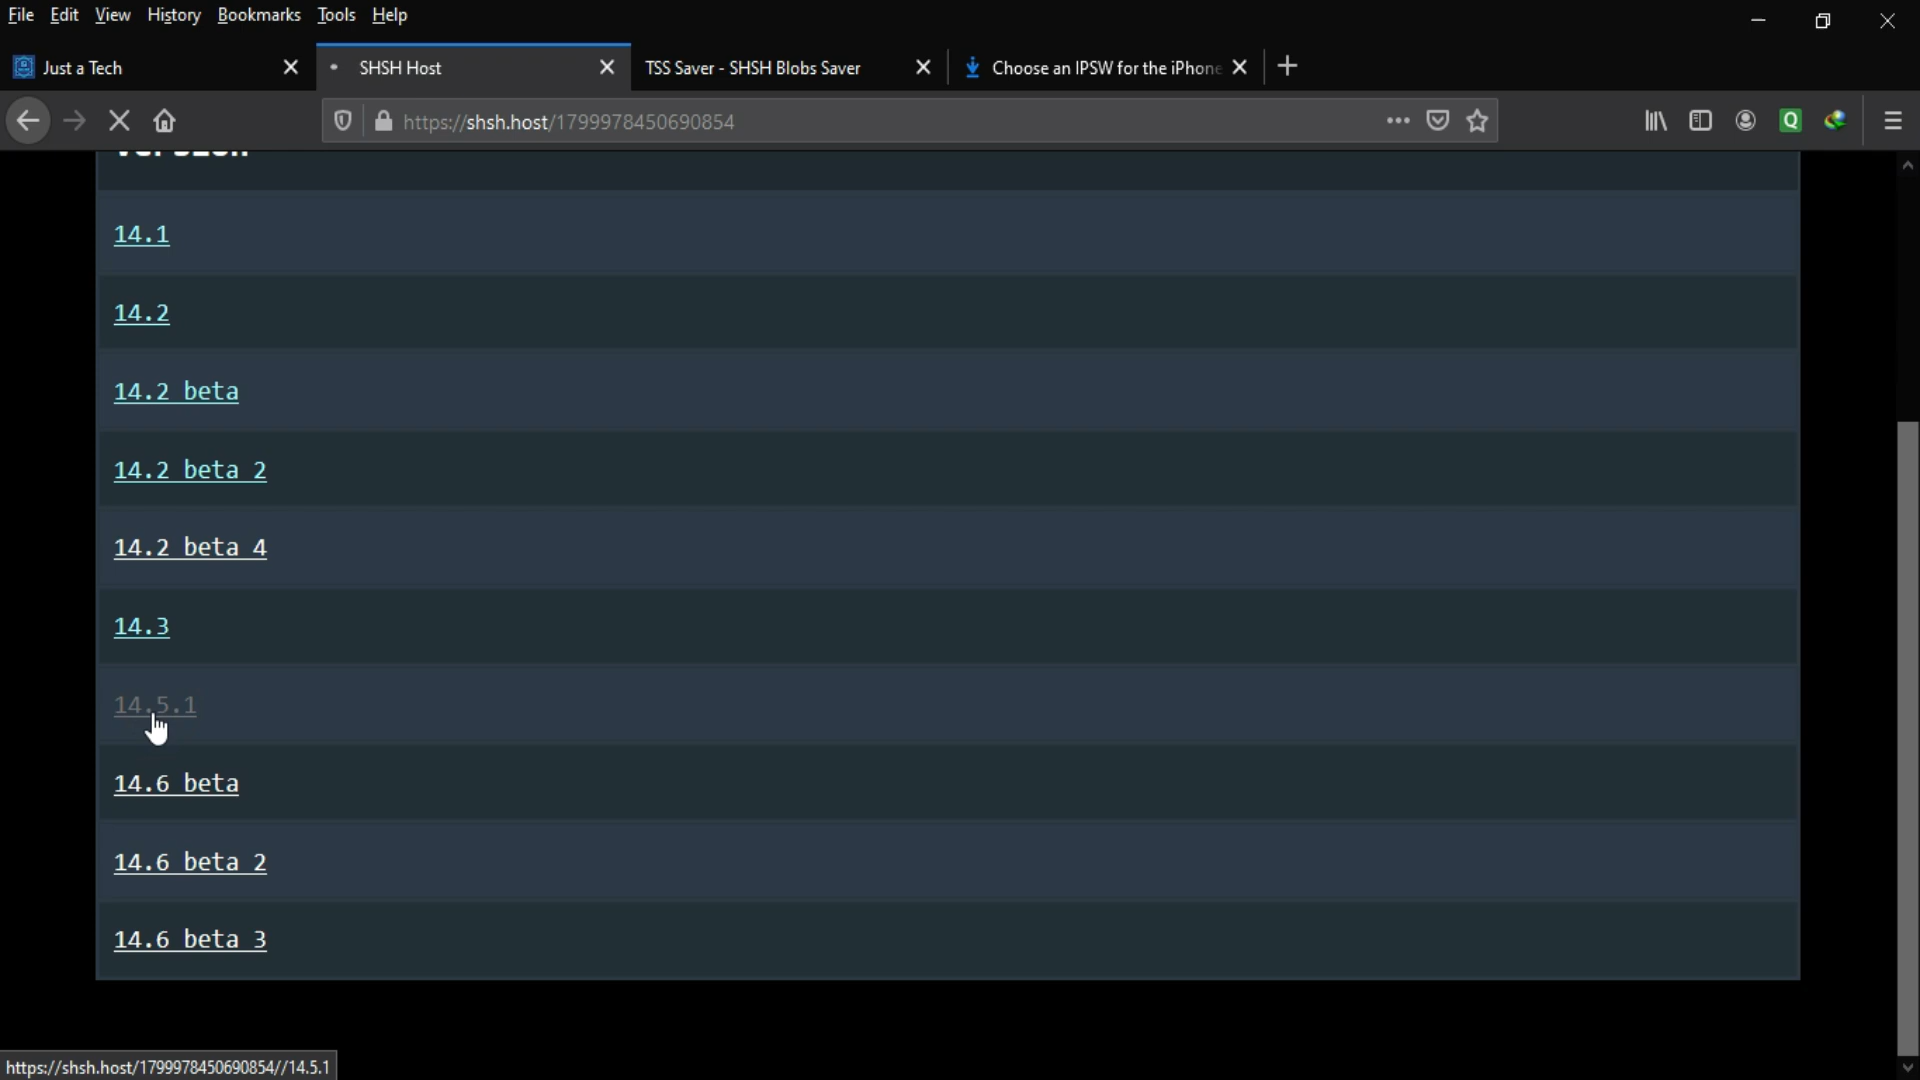 File Edit View History Bookmarks Tools Help
Just a Tech
SHSH Host
TSS Saver - SHSH Blobs Saver
Choose an IPSW for the iPhone
https://shsh.host/1799978450690854
Q
version
14.1
14.2
14.2 beta
14.2 beta 2
14.2 beta 4
14.3
14.5.1
14.6 beta
14.6 beta 2
14.6 beta 3
https://shsh.host/1799978450690854//14.5.1